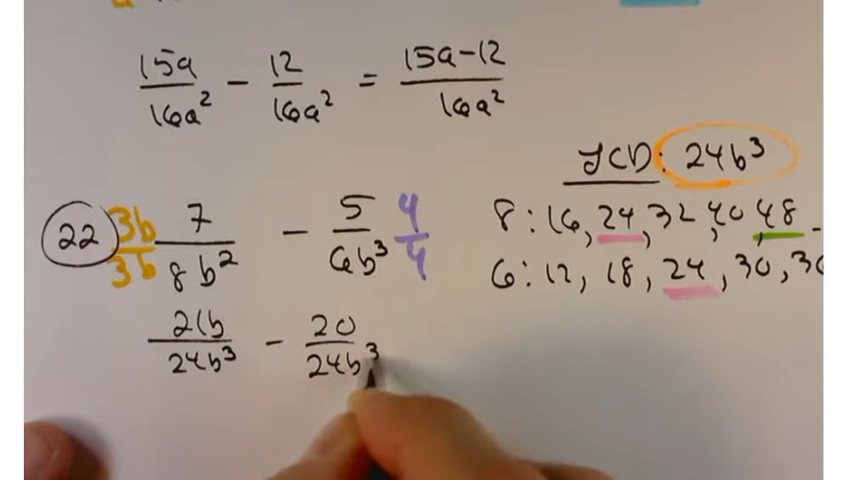 15a/16a² − 12/16a² = (15a−12)/16a²
LCD: 24b³
22 3b/3b 7/8b² − 5/6b³ 4/4
8: 16, 24, 32, 40, 48
6: 12, 18, 24, 30,
21b/24b³ − 20/24b³